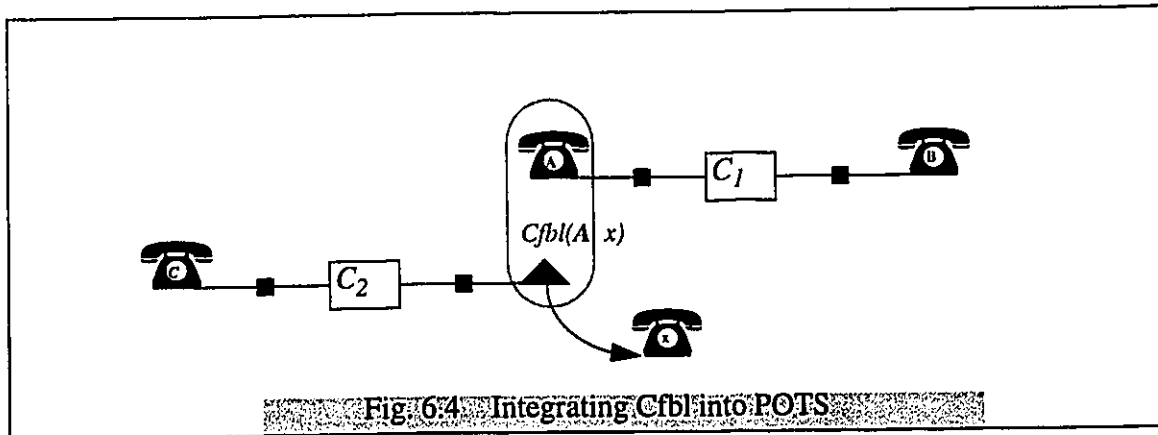 A
B
C1
Cfbl(A x)
C
C2
x
Fig. 6.4 Integrating Cfbl into POTS